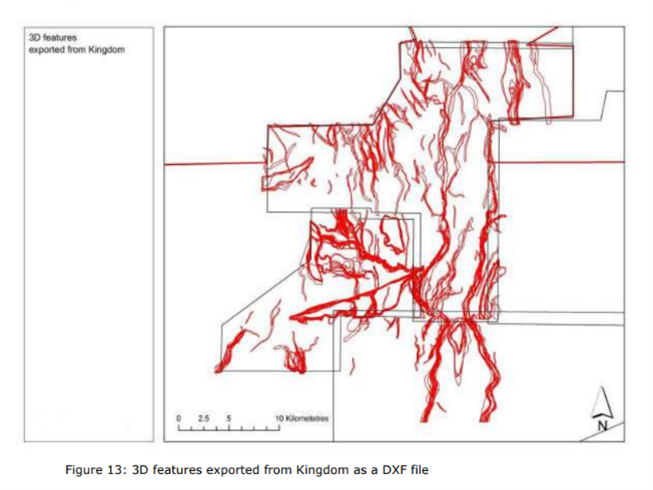 3D features
exported from Kingdom
0 2.5 5 10 Kilometetres
N
Figure 13: 3D features exported from Kingdom as a DXF file